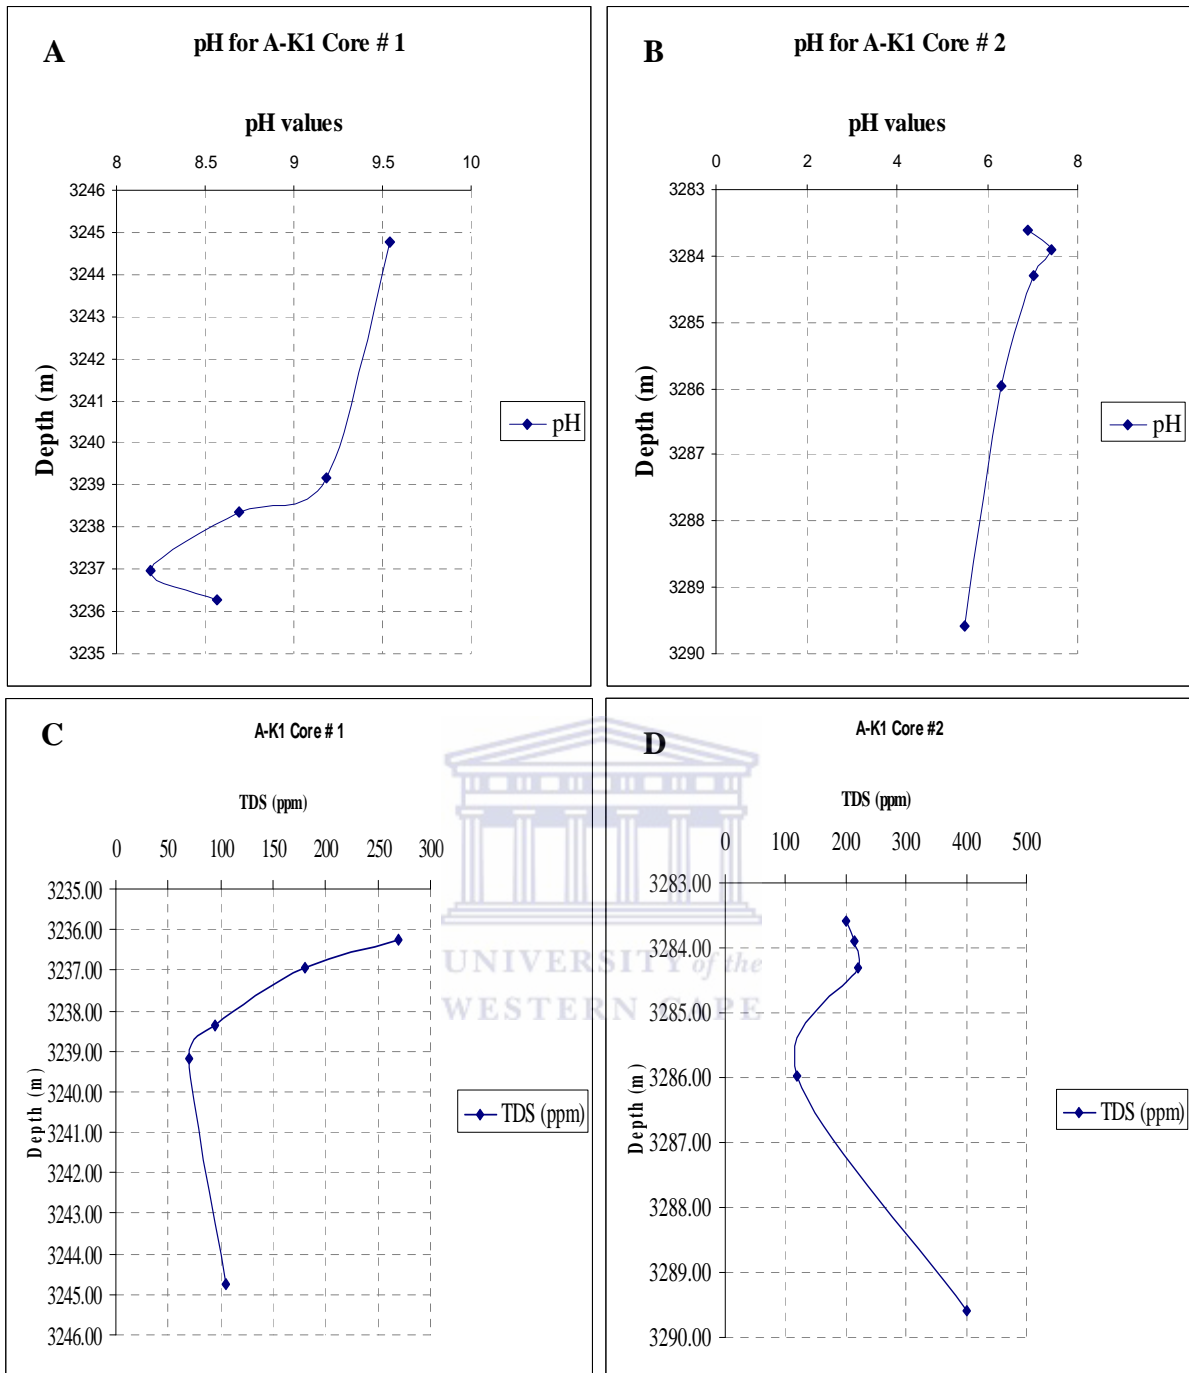 A
pH for A-K1 Core # 1
pH values
8 8.5 9 9.5 10
3246
3245
3244
3243
3242
3241
3240
3239
3238
3237
3236
3235
Depth (m)
pH
B
pH for A-K1 Core # 2
pH values
0 2 4 6 8
3283
3284
3285
3286
3287
3288
3289
3290
Depth (m)
pH
C
A-K1 Core # 1
TDS (ppm)
0 50 100 150 200 250 300
3235.00
3236.00
3237.00
3238.00
3239.00
3240.00
3241.00
3242.00
3243.00
3244.00
3245.00
3246.00
Depth (m)
TDS (ppm)
D
A-K1 Core #2
TDS (ppm)
0 100 200 300 400 500
3283.00
3284.00
3285.00
3286.00
3287.00
3288.00
3289.00
3290.00
Depth (m)
TDS (ppm)
UNIVERSITY of the
WESTERN CAPE